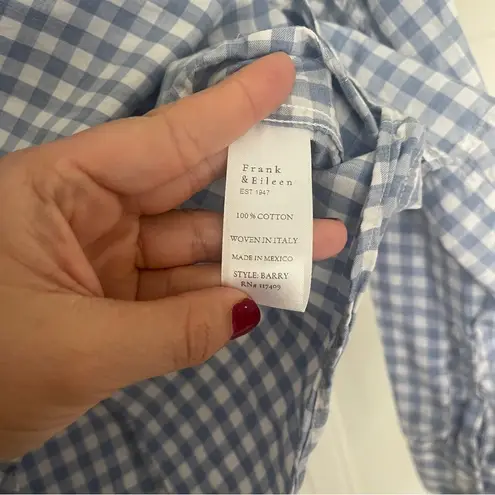 Frank
& Eileen
EST 1947
100% COTTON
WOVEN IN ITALY
MADE IN MEXICO
STYLE: BARRY
RN# 117409